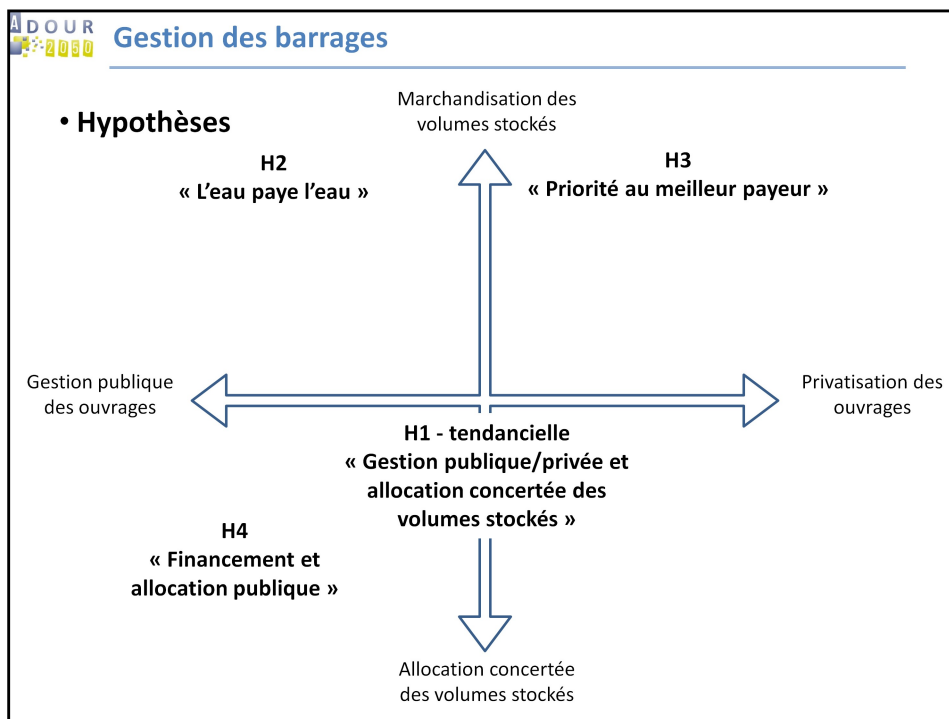 ADOUR
2050
Gestion des barrages
• Hypothèses
Marchandisation des
volumes stockés
H2
« L'eau paye l'eau »
H3
« Priorité au meilleur payeur »
Gestion publique
des ouvrages
Privatisation des
ouvrages
H1 - tendancielle
« Gestion publique/privée et
allocation concertée des
volumes stockés »
H4
« Financement et
allocation publique »
Allocation concertée
des volumes stockés